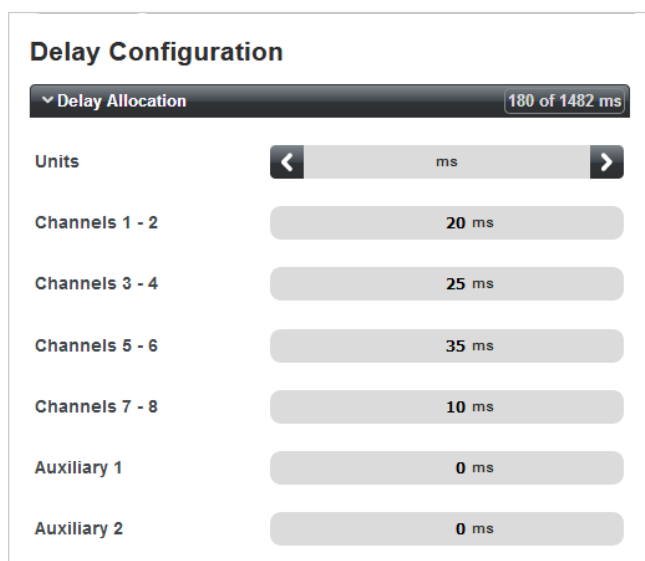 Delay Configuration
Delay Allocation 180 of 1482 ms
Units ms
Channels 1 - 2 20 ms
Channels 3 - 4 25 ms
Channels 5 - 6 35 ms
Channels 7 - 8 10 ms
Auxiliary 1 0 ms
Auxiliary 2 0 ms